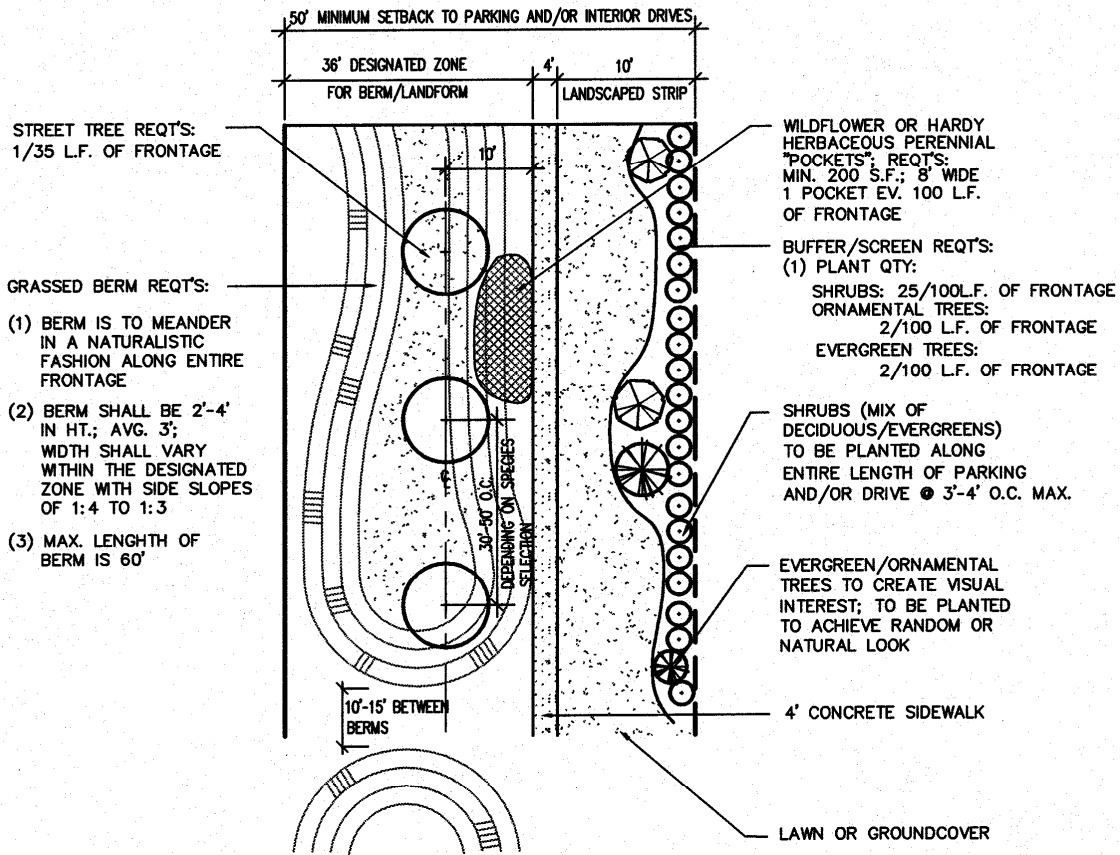 50' MINIMUM SETBACK TO PARKING AND/OR INTERIOR DRIVES
36' DESIGNATED ZONE
FOR BERM/LANDFORM
4'
10'
LANDSCAPED STRIP
STREET TREE REQT'S:
1/35 L.F. OF FRONTAGE
10'
WILDFLOWER OR HARDY
HERBACEOUS PERENNIAL
"POCKETS"; REQT'S:
MIN. 200 S.F.; 8' WIDE
1 POCKET EV. 100 L.F.
OF FRONTAGE
BUFFER/SCREEN REQT'S:
(1) PLANT QTY:
SHRUBS: 25/100L.F. OF FRONTAGE
ORNAMENTAL TREES:
2/100 L.F. OF FRONTAGE
EVERGREEN TREES:
2/100 L.F. OF FRONTAGE
GRASSED BERM REQT'S:
(1) BERM IS TO MEANDER
IN A NATURALISTIC
FASHION ALONG ENTIRE
FRONTAGE
(2) BERM SHALL BE 2'-4'
IN HT.; AVG. 3';
WIDTH SHALL VARY
WITHIN THE DESIGNATED
ZONE WITH SIDE SLOPES
OF 1:4 TO 1:3
(3) MAX. LENGHTH OF
BERM IS 60'
30'-50' O.C.
DEPENDING ON SPECIES
SELECTION
SHRUBS (MIX OF
DECIDUOUS/EVERGREENS)
TO BE PLANTED ALONG
ENTIRE LENGTH OF PARKING
AND/OR DRIVE @ 3'-4' O.C. MAX.
EVERGREEN/ORNAMENTAL
TREES TO CREATE VISUAL
INTEREST; TO BE PLANTED
TO ACHIEVE RANDOM OR
NATURAL LOOK
10'-15' BETWEEN
BERMS
4' CONCRETE SIDEWALK
LAWN OR GROUNDCOVER